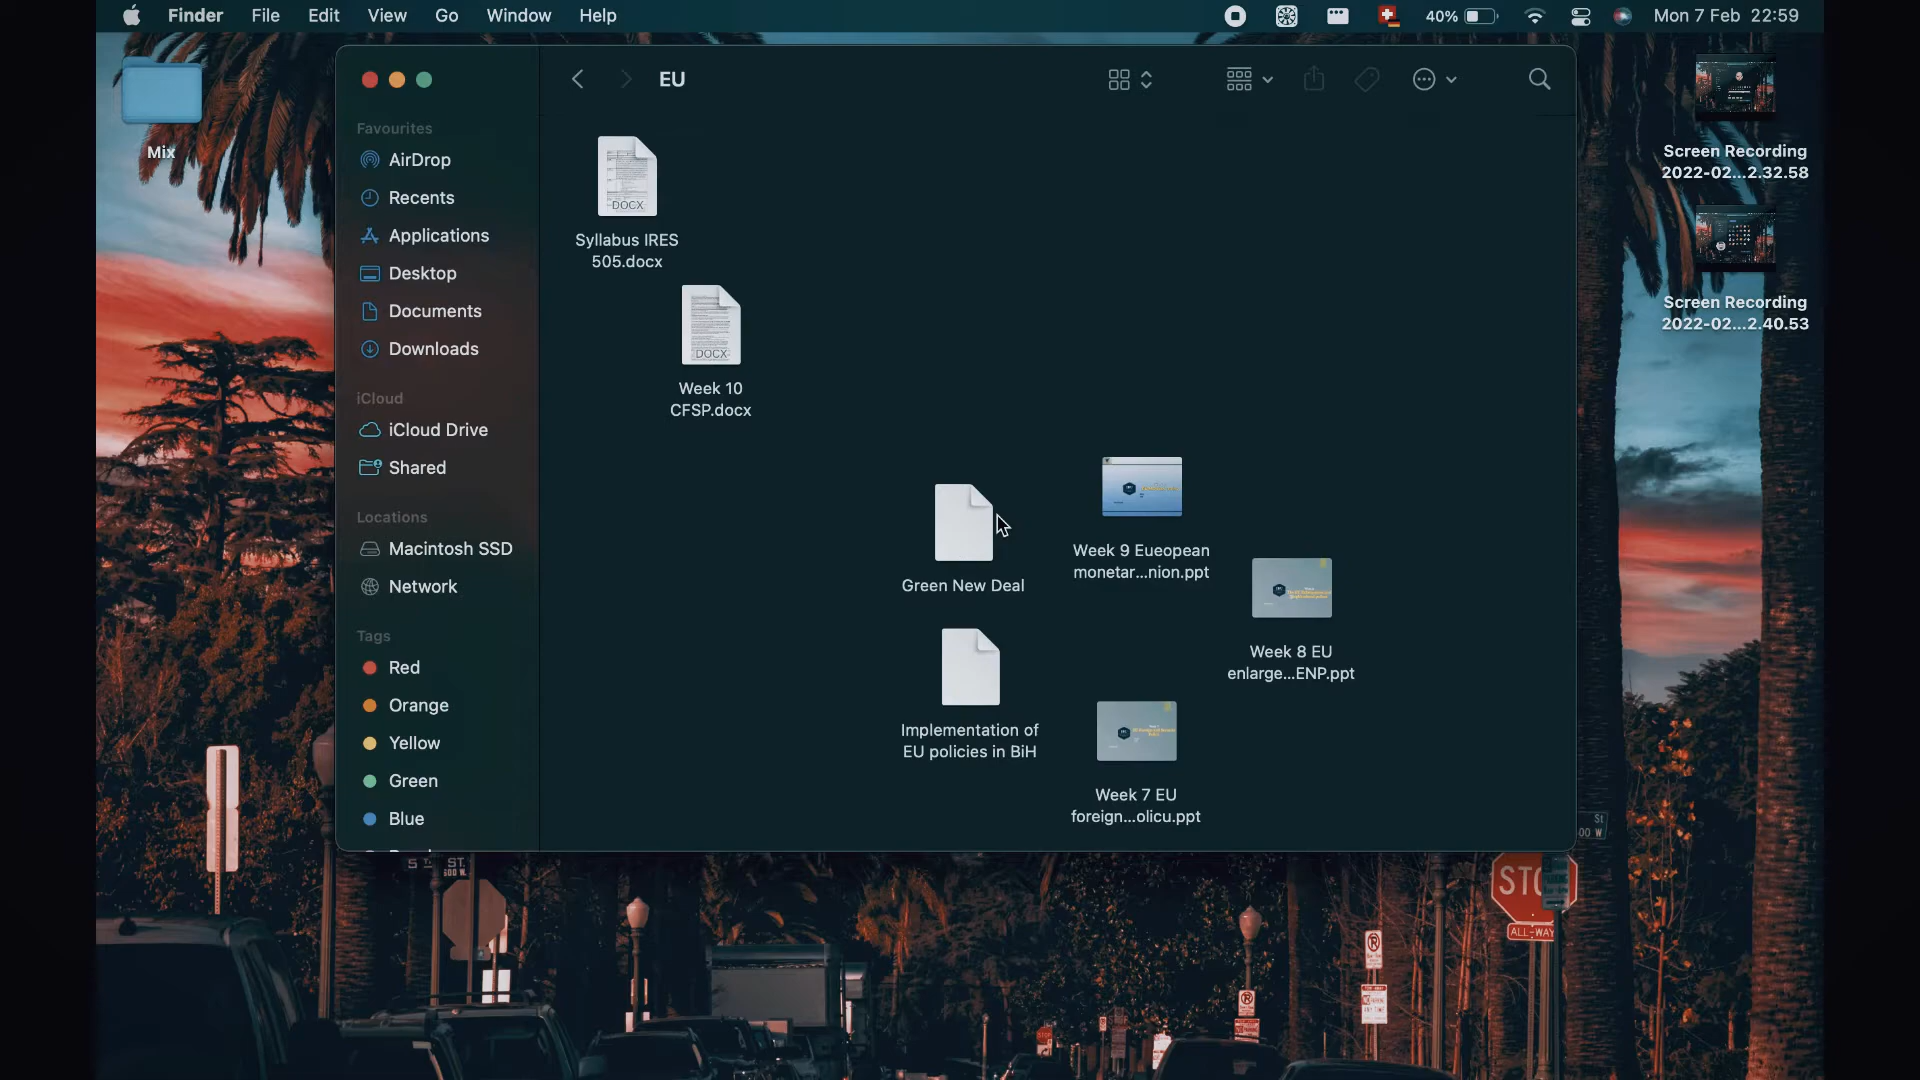 Finder File Edit View Go Window Help 40% Mon 7 Feb 22:59
EU
Mix
Favourites
AirDrop
Recents
Applications
Desktop
Documents
Downloads
iCloud
iCloud Drive
Shared
Locations
Macintosh SSD
Network
Tags
Red
Orange
Yellow
Green
Blue
DOCX
Syllabus IRES
505.docx
DOCX
Week 10
CFSP.docx
Green New Deal
Week 9 Eueopean
monetar...nion.ppt
Week 8 EU
enlarge...ENP.ppt
Implementation of
EU policies in BiH
Week 7 EU
foreign...olicu.ppt
Screen Recording
2022-02...2.32.58
Screen Recording
2022-02...2.40.53
St
00 W
ST.
600 W.
STO
ALL-WAY